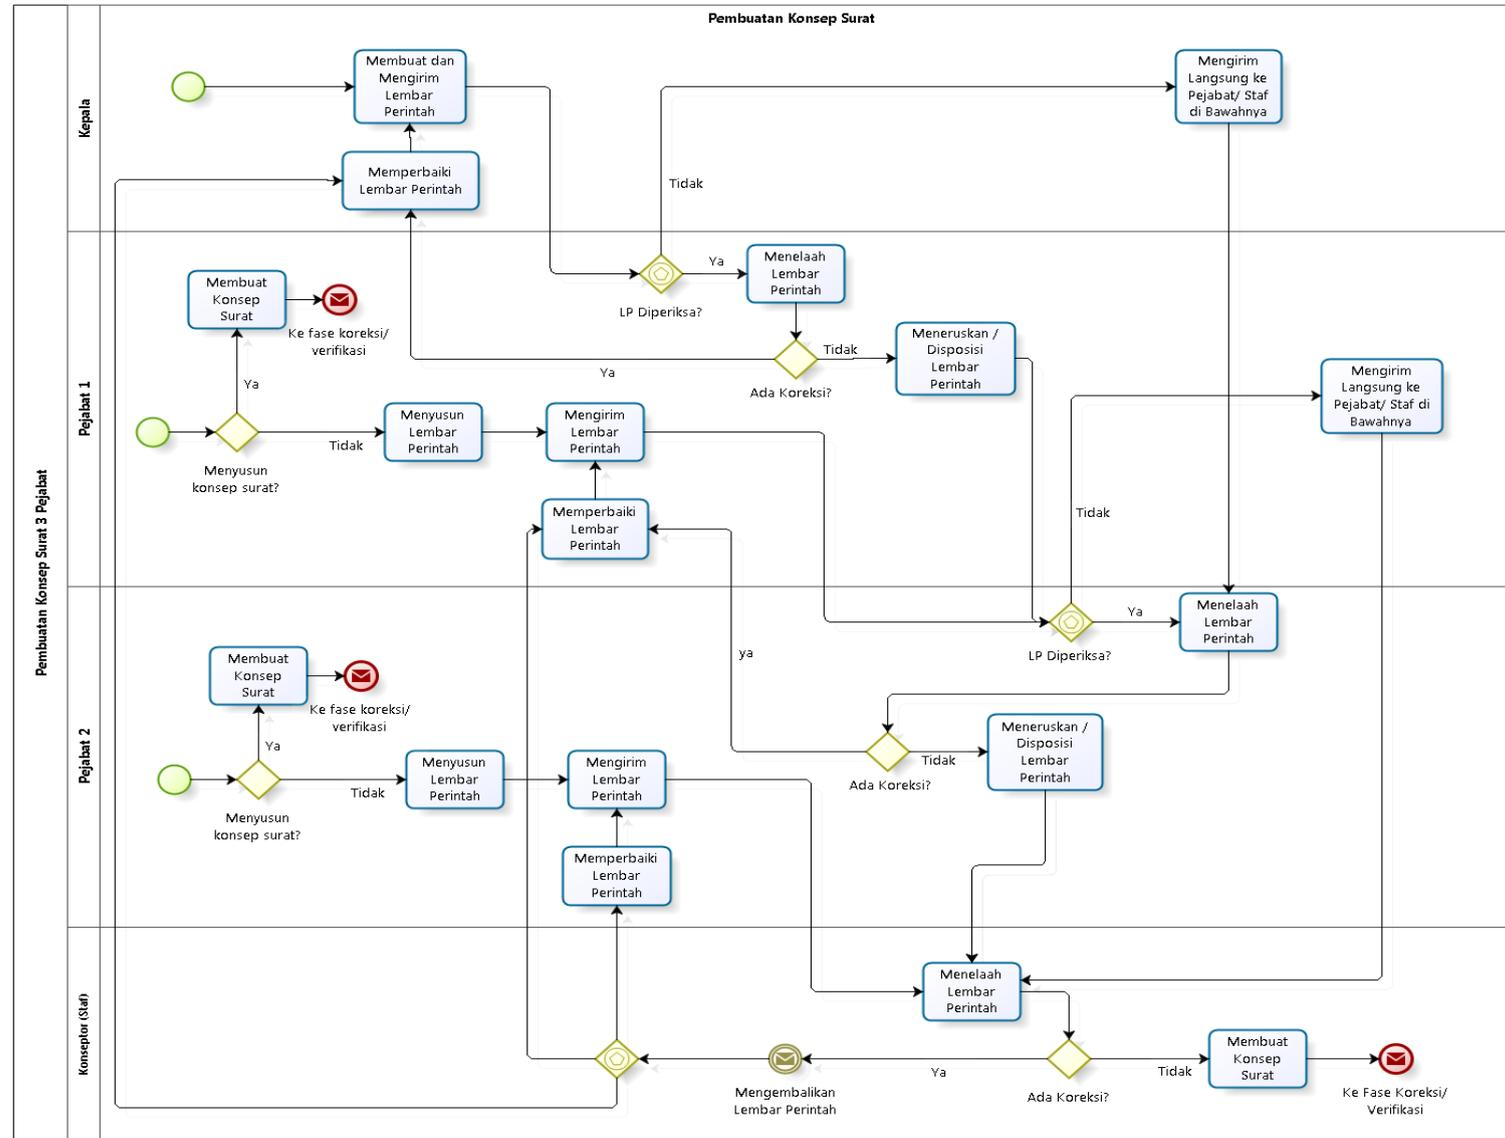 Pembuatan Konsep Surat
Pembuatan Konsep Surat 3 Pejabat
Kepala
Membuat dan
Mengirim
Lembar
Perintah
Memperbaiki
Lembar Perintah
Mengirim
Langsung ke
Pejabat/ Staf
di Bawahnya
Tidak
Pejabat 1
Membuat
Konsep
Surat
Ke fase koreksi/
verifikasi
Ya
Menyusun
konsep surat?
Tidak
Menyusun
Lembar
Perintah
Mengirim
Lembar
Perintah
Memperbaiki
Lembar
Perintah
LP Diperiksa?
Ya
Menelaah
Lembar
Perintah
Ada Koreksi?
Ya
Tidak
Meneruskan /
Disposisi
Lembar
Perintah
Mengirim
Langsung ke
Pejabat/ Staf di
Bawahnya
Tidak
Pejabat 2
Membuat
Konsep
Surat
Ke fase koreksi/
verifikasi
Ya
Menyusun
konsep surat?
Tidak
Menyusun
Lembar
Perintah
Mengirim
Lembar
Perintah
Memperbaiki
Lembar
Perintah
ya
LP Diperiksa?
Ya
Menelaah
Lembar
Perintah
Ada Koreksi?
Tidak
Meneruskan /
Disposisi
Lembar
Perintah
Konseptor (Staf)
Menelaah
Lembar
Perintah
Mengembalikan
Lembar Perintah
Ya
Ada Koreksi?
Tidak
Membuat
Konsep
Surat
Ke Fase Koreksi/
Verifikasi